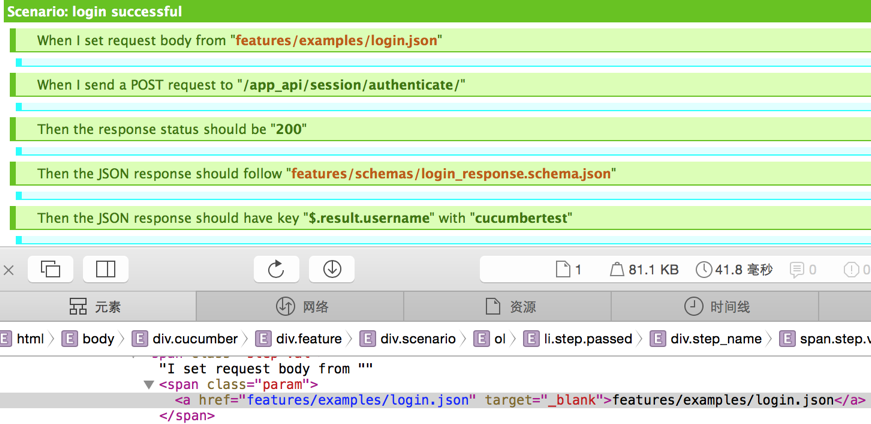 Scenario: login successful
When I set request body from "features/examples/login.json"
When I send a POST request to "/app_api/session/authenticate/"
Then the response status should be "200"
Then the JSON response should follow "features/schemas/login_response.schema.json"
Then the JSON response should have key "$.result.username" with "cucumbertest"
1 81.1 KB 41.8 毫秒 0 0
元素 网络 资源 时间线
E html E body E div.cucumber E div.feature E div.scenario E ol E li.step.passed E div.step_name E span.step.v
"I set request body from ""
<span class="param">
<a href="features/examples/login.json" target="_blank">features/examples/login.json</a>
</span>